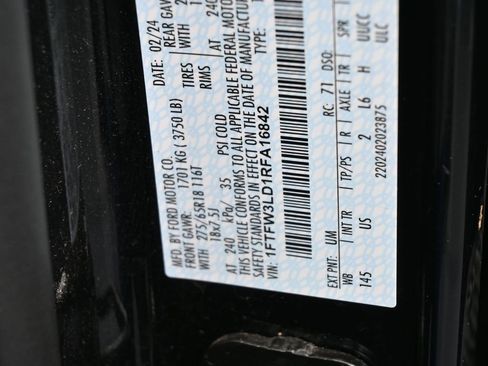 MFD. BY FORD MOTOR CO.
DATE: 02/24
FRONT GAWR: 1701 KG ( 3750 LB)
REAR GAWR
WITH 275/65R18 116T TIRES WITH
18x7.5J RIMS
AT 240 kPa/ 35 PSI COLD AT 240
THIS VEHICLE CONFORMS TO ALL APPLICABLE FEDERAL MOTOR
SAFETY STANDARDS IN EFFECT ON THE DATE OF MANUFACTURE
VIN: 1FTFW3LD1RFA16842
TYPE
EXT PNT: UM RC: 71 DSO:
WB INT TR TP/PS R AXLE TR SPR
145 US 2 L6 H UUCC
2202402023875 ULC